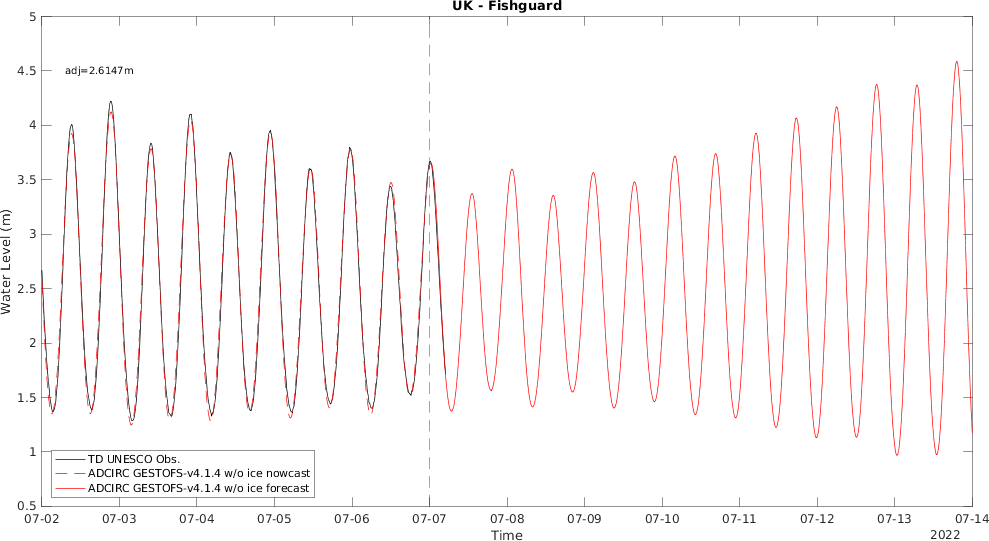 UK - Fishguard
adj=2.6147m
Water Level (m)
5
4.5
4
3.5
3
2.5
2
1.5
1
0.5
TD UNESCO Obs.
ADCIRC GESTOFS-v4.1.4 w/o ice nowcast
ADCIRC GESTOFS-v4.1.4 w/o ice forecast
07-02 07-03 07-04 07-05 07-06 07-07 07-08 07-09 07-10 07-11 07-12 07-13 07-14
Time
2022